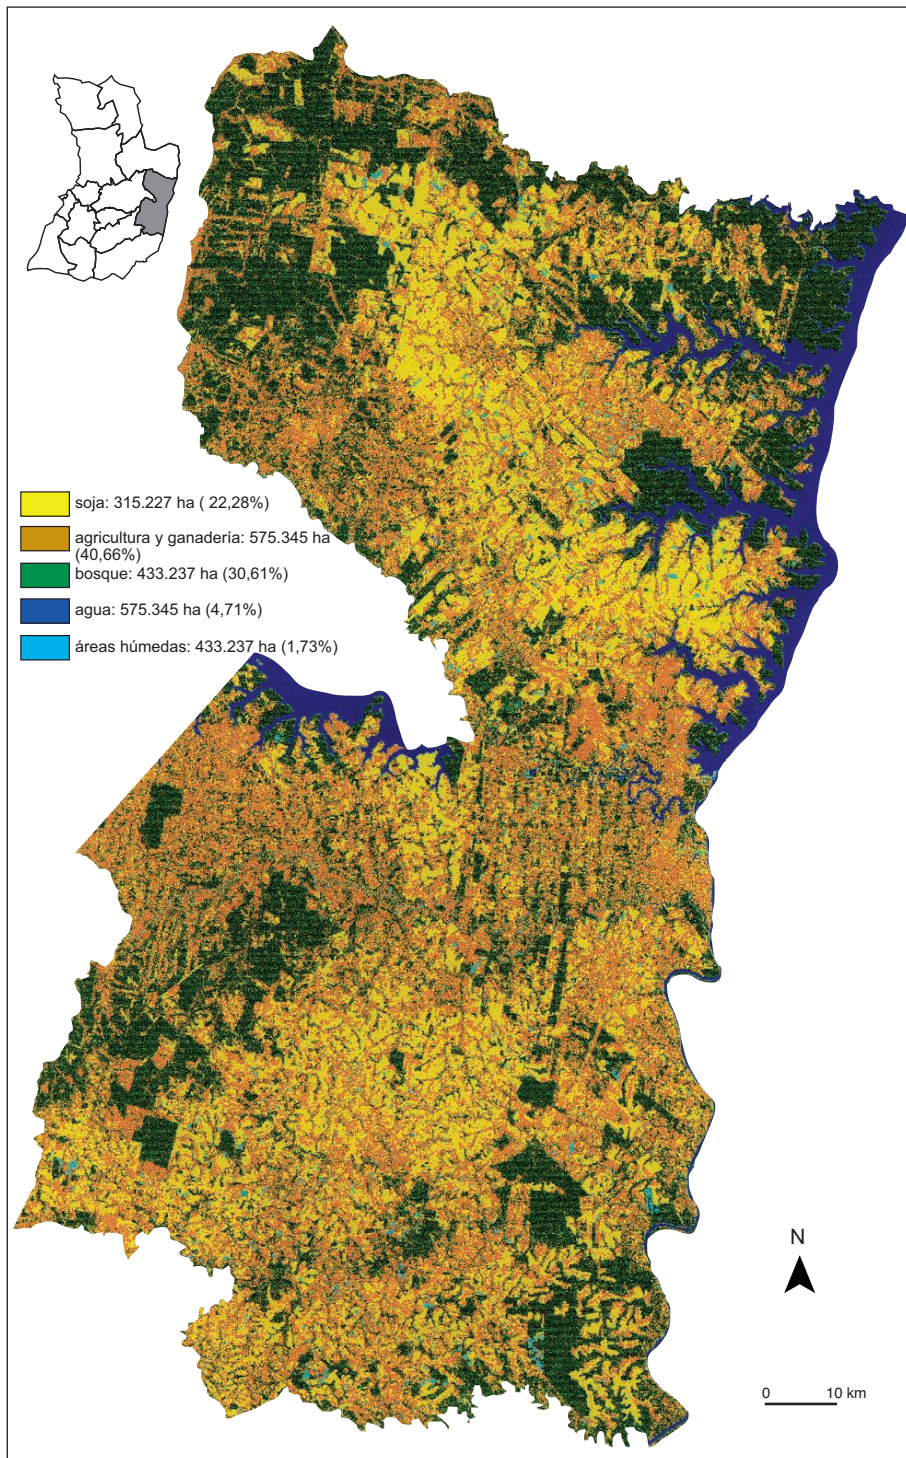 soja: 315.227 ha ( 22,28%)
agricultura y ganadería: 575.345 ha
(40,66%)
bosque: 433.237 ha (30,61%)
agua: 575.345 ha (4,71%)
áreas húmedas: 433.237 ha (1,73%)
N
0 10 km